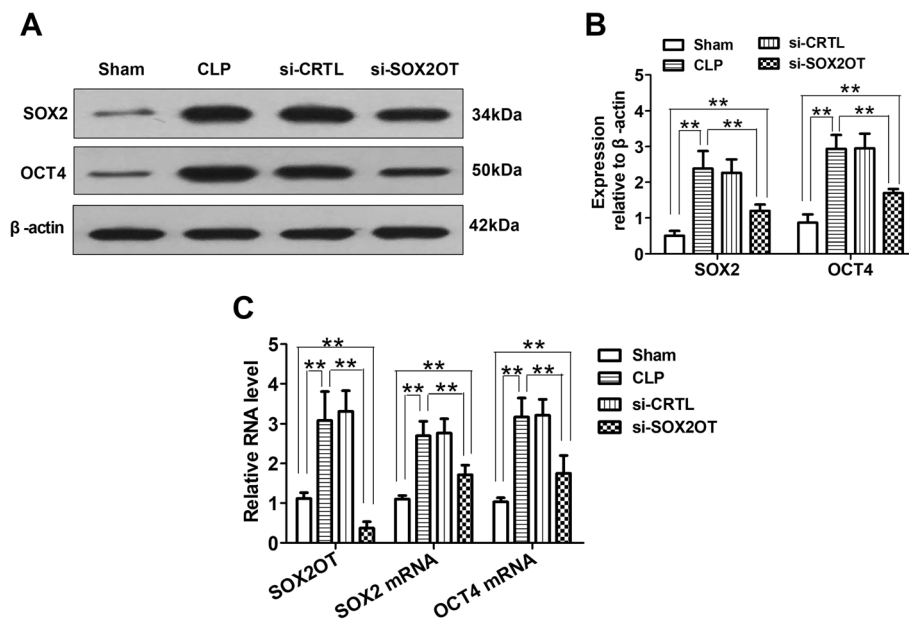 A
Sham CLP si-CRTL si-SOX2OT
SOX2 34kDa
OCT4 50kDa
β -actin 42kDa
B
Sham si-CRTL
CLP si-SOX2OT
Expression
relative to β -actin
5
4
3
2
1
0
** ** **
** ** **
SOX2 OCT4
C
Relative RNA level
5
4
3
2
1
0
** ** **
** ** **
** ** **
SOX2OT
SOX2 mRNA
OCT4 mRNA
Sham
CLP
si-CRTL
si-SOX2OT